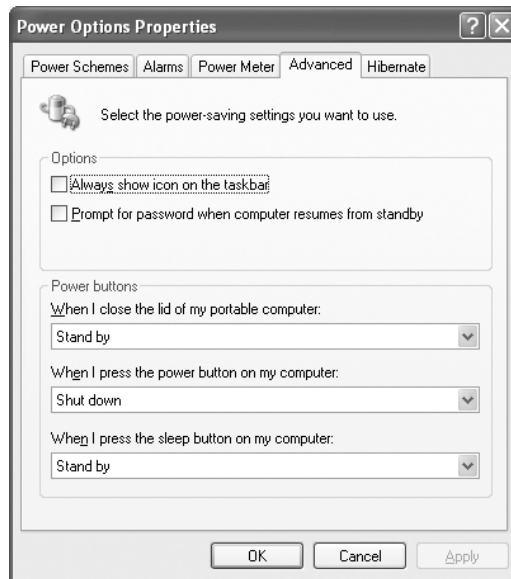 Power Options Properties
Power Schemes Alarms Power Meter Advanced Hibernate
Select the power-saving settings you want to use.
Options
Always show icon on the taskbar
Prompt for password when computer resumes from standby
Power buttons
When I close the lid of my portable computer:
Stand by
When I press the power button on my computer:
Shut down
When I press the sleep button on my computer:
Stand by
OK Cancel Apply